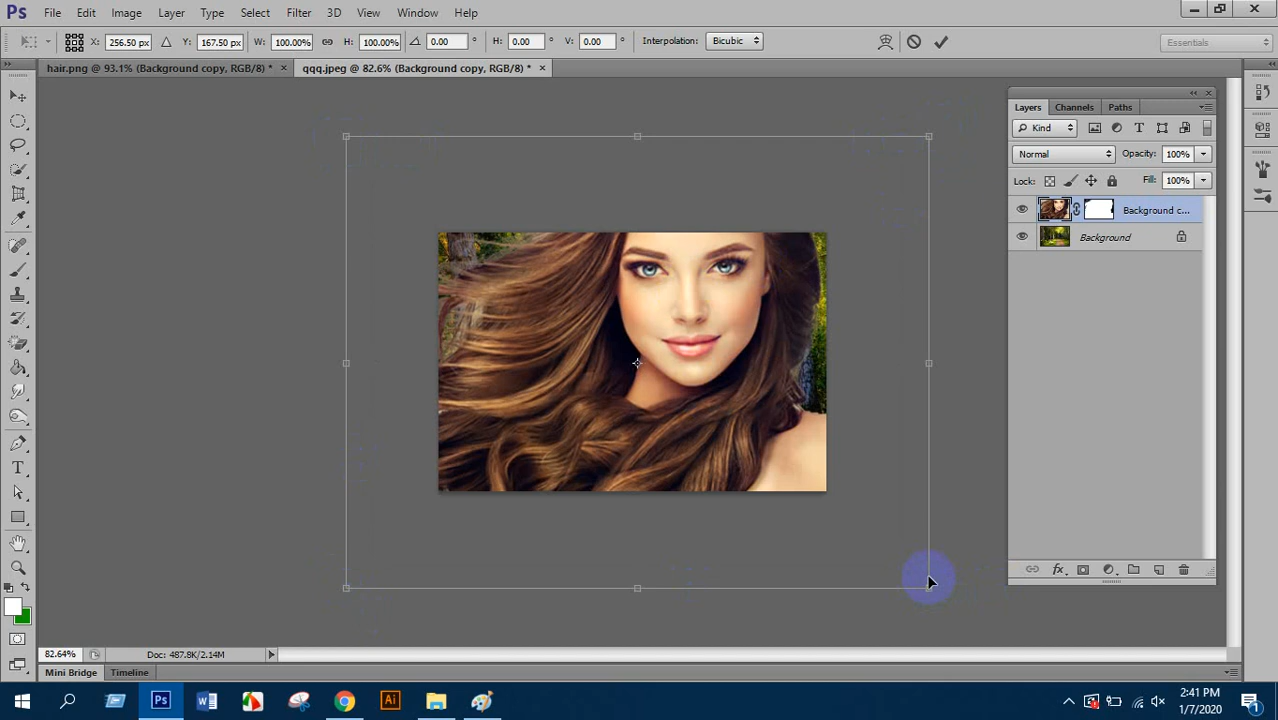 Ps File Edit Image Layer Type Select Filter 3D View Window Help
X: 256.50 px Y: 167.50 px W: 100.00% H: 100.00% 0.00 ° H: 0.00 ° V: 0.00 ° Interpolation: Bicubic Essentials
hair.png @ 93.1% (Background copy, RGB/8) * × qqq.jpeg @ 82.6% (Background copy, RGB/8) * ×
Layers Channels Paths
Kind
Normal Opacity: 100%
Lock: Fill: 100%
Background c...
Background
82.64% Doc: 487.8K/2.14M
Mini Bridge Timeline
2:41 PM
1/7/2020